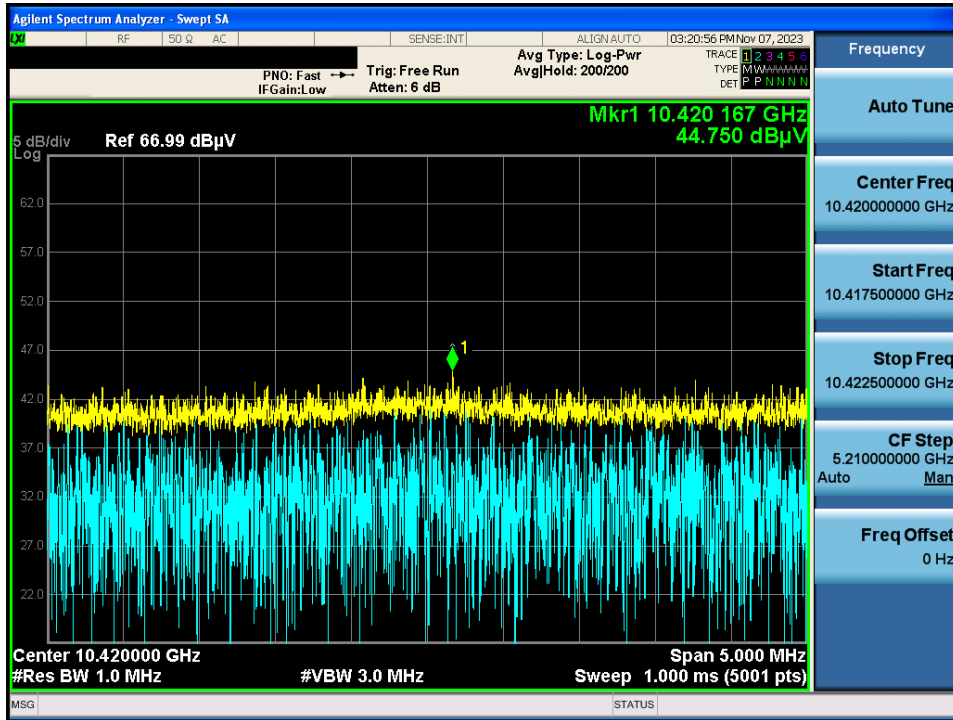 Agilent Spectrum Analyzer - Swept SA
LXI RF 50 Ω AC SENSE:INT ALIGN AUTO 03:20:56 PM Nov 07, 2023
PNO: Fast
IFGain:Low
Trig: Free Run
Atten: 6 dB
Avg Type: Log-Pwr
Avg|Hold: 200/200
TRACE 1 2 3 4 5 6
TYPE M WWWWWW
DET P P N N N N
Mkr1 10.420 167 GHz
44.750 dBµV
5 dB/div Ref 66.99 dBµV
Log
62.0
57.0
52.0
47.0
42.0
37.0
32.0
27.0
22.0
1
Center 10.420000 GHz Span 5.000 MHz
#Res BW 1.0 MHz #VBW 3.0 MHz Sweep 1.000 ms (5001 pts)
MSG STATUS
Frequency
Auto Tune
Center Freq
10.420000000 GHz
Start Freq
10.417500000 GHz
Stop Freq
10.422500000 GHz
CF Step
5.210000000 GHz
Auto Man
Freq Offset
0 Hz